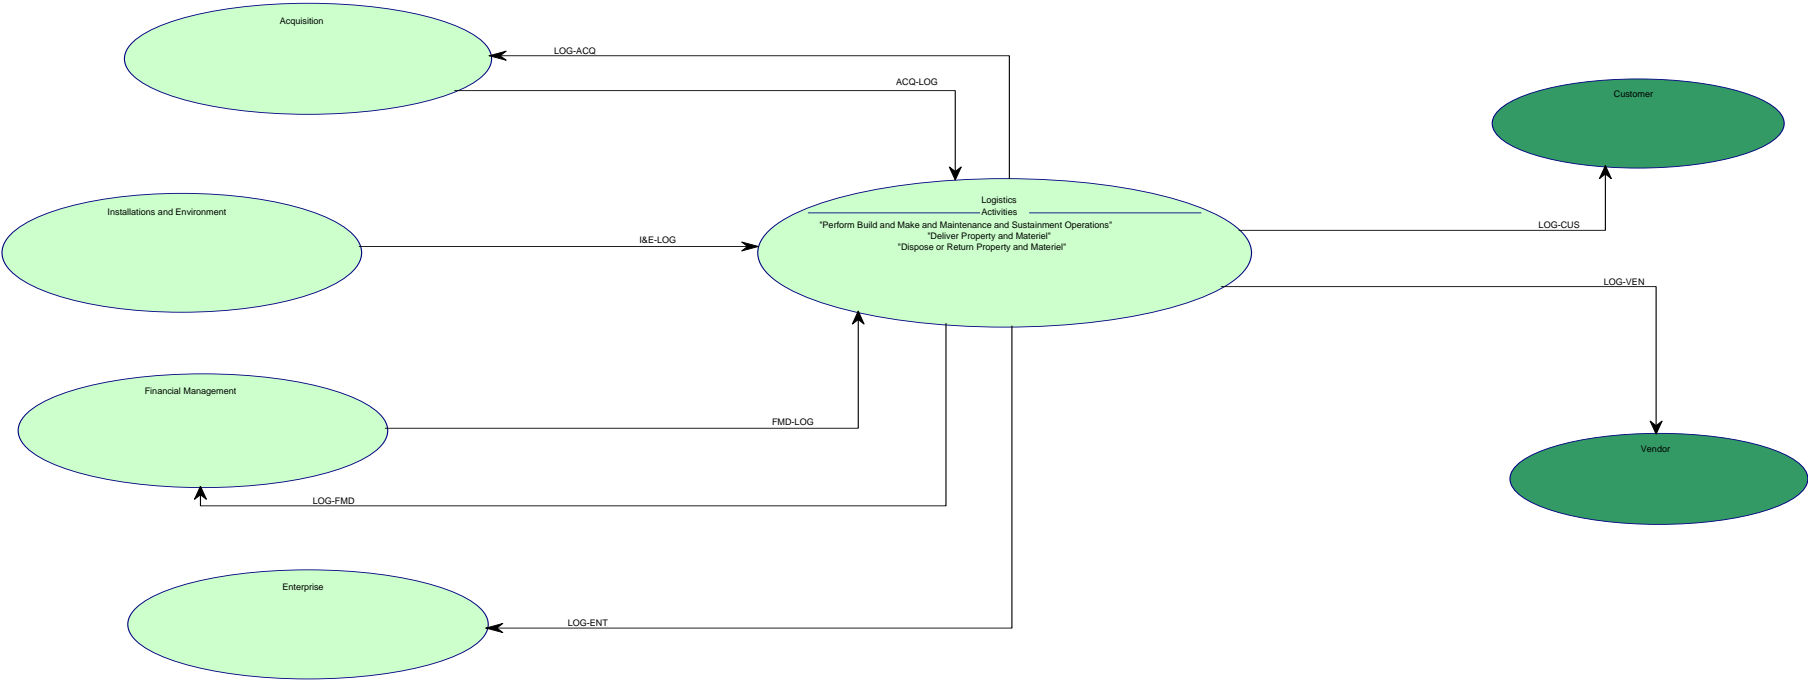 Acquisition
LOG-ACQ
ACQ-LOG
Customer
Installations and Environment
I&E-LOG
Logistics
Activities
"Perform Build and Make and Maintenance and Sustainment Operations"
"Deliver Property and Materiel"
"Dispose or Return Property and Materiel"
LOG-CUS
LOG-VEN
Financial Management
FMD-LOG
LOG-FMD
Vendor
Enterprise
LOG-ENT